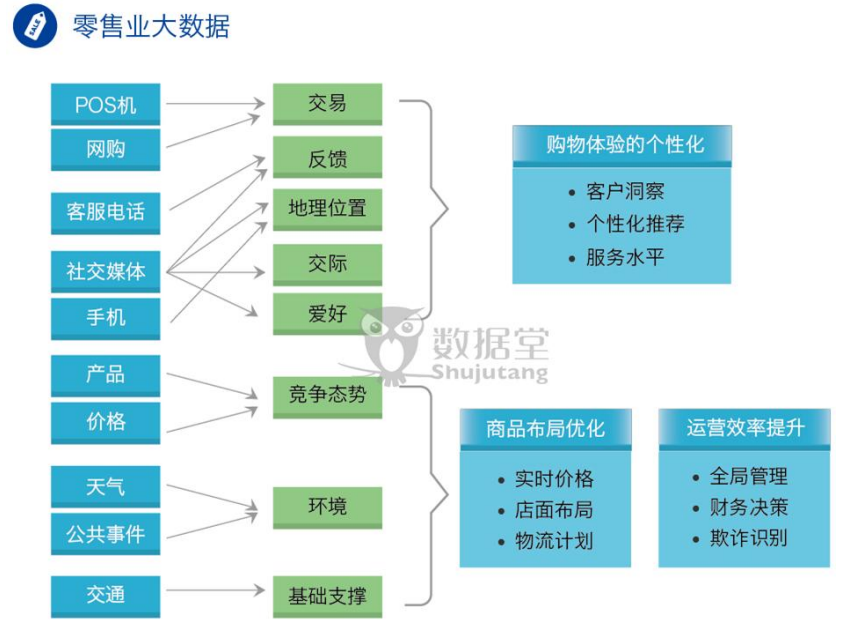 SALE
零售业大数据
POS机
网购
客服电话
社交媒体
手机
产品
价格
天气
公共事件
交通
交易
反馈
地理位置
交际
爱好
竞争态势
环境
基础支撑
购物体验的个性化
• 客户洞察
• 个性化推荐
• 服务水平
数据堂
Shujutang
商品布局优化
• 实时价格
• 店面布局
• 物流计划
运营效率提升
• 全局管理
• 财务决策
• 欺诈识别